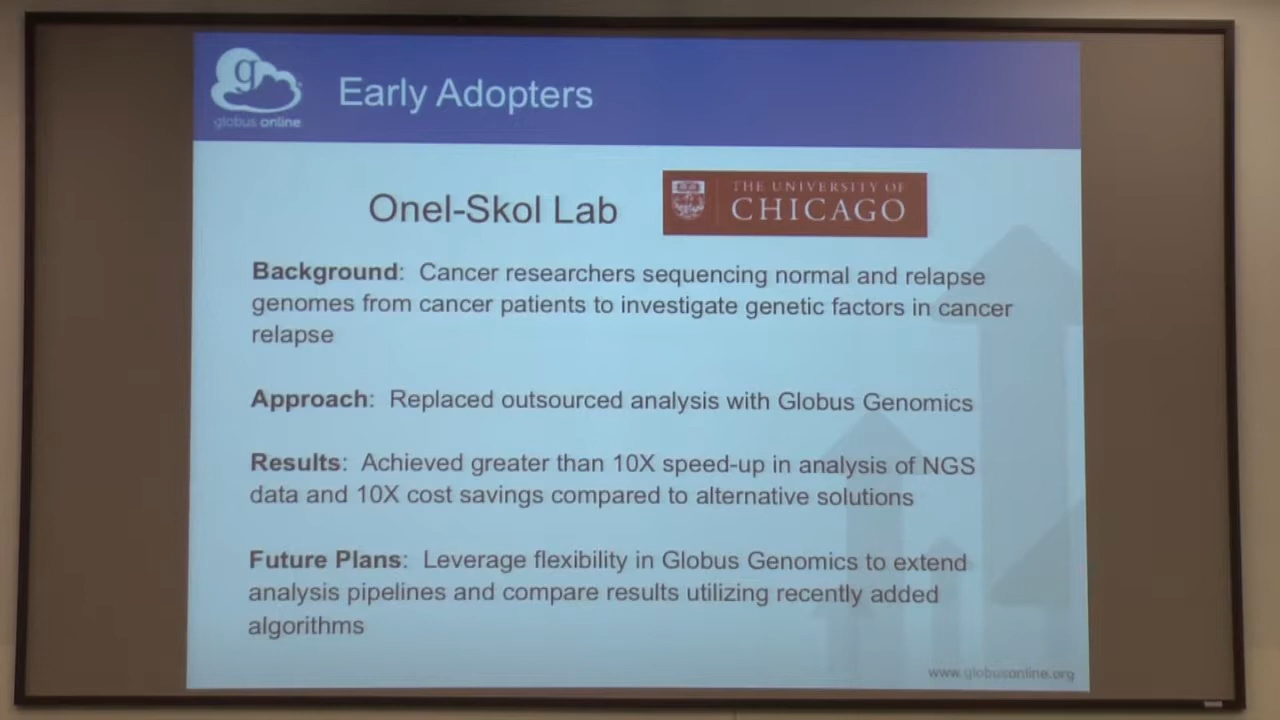 g
globus online
Early Adopters
Onel-Skol Lab
THE UNIVERSITY OF
CHICAGO
Background: Cancer researchers sequencing normal and relapse
genomes from cancer patients to investigate genetic factors in cancer
relapse
Approach: Replaced outsourced analysis with Globus Genomics
Results: Achieved greater than 10X speed-up in analysis of NGS
data and 10X cost savings compared to alternative solutions
Future Plans: Leverage flexibility in Globus Genomics to extend
analysis pipelines and compare results utilizing recently added
algorithms
www.globusonline.org